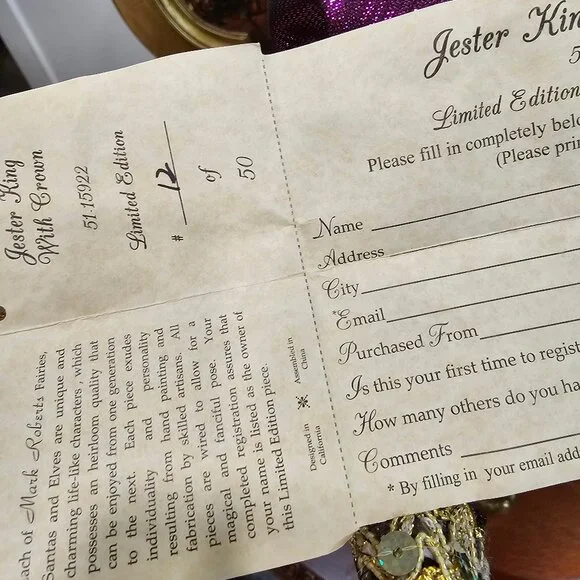 Jester King
With Crown
51-15922
Limited Edition
# 12 of 50
of Mark Roberts Fairies,
Santas and Elves are unique and
charming life-like characters, which
possesses an heirloom quality that
can be enjoyed from one generation
to the next. Each piece exudes
individuality and personality
resulting from hand painting and
fabrication by skilled artisans. All
pieces are wired to allow for a
magical and fanciful pose. Your
completed registration assures that
your name is listed as the owner of
this Limited Edition piece.
Designed in
California
Assembled in
China
Jester
5
Limited Edition
Please fill in completely
(Please
Name
Address
City
*Email
Purchased From
Is this your first time to
How many others do you
Comments
* By filling in your email